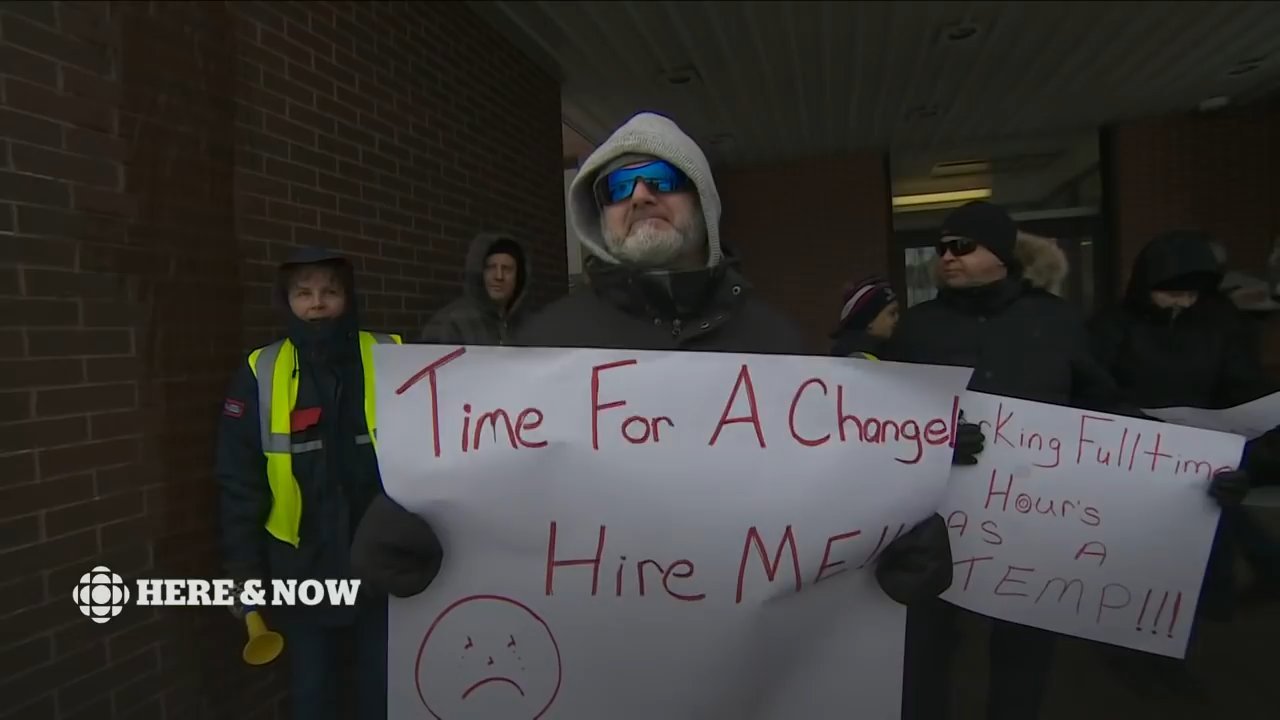 Time For A Change!
Hire ME!!
rking Fulltime
Hour's
AS A
TEMP!!!
HERE & NOW